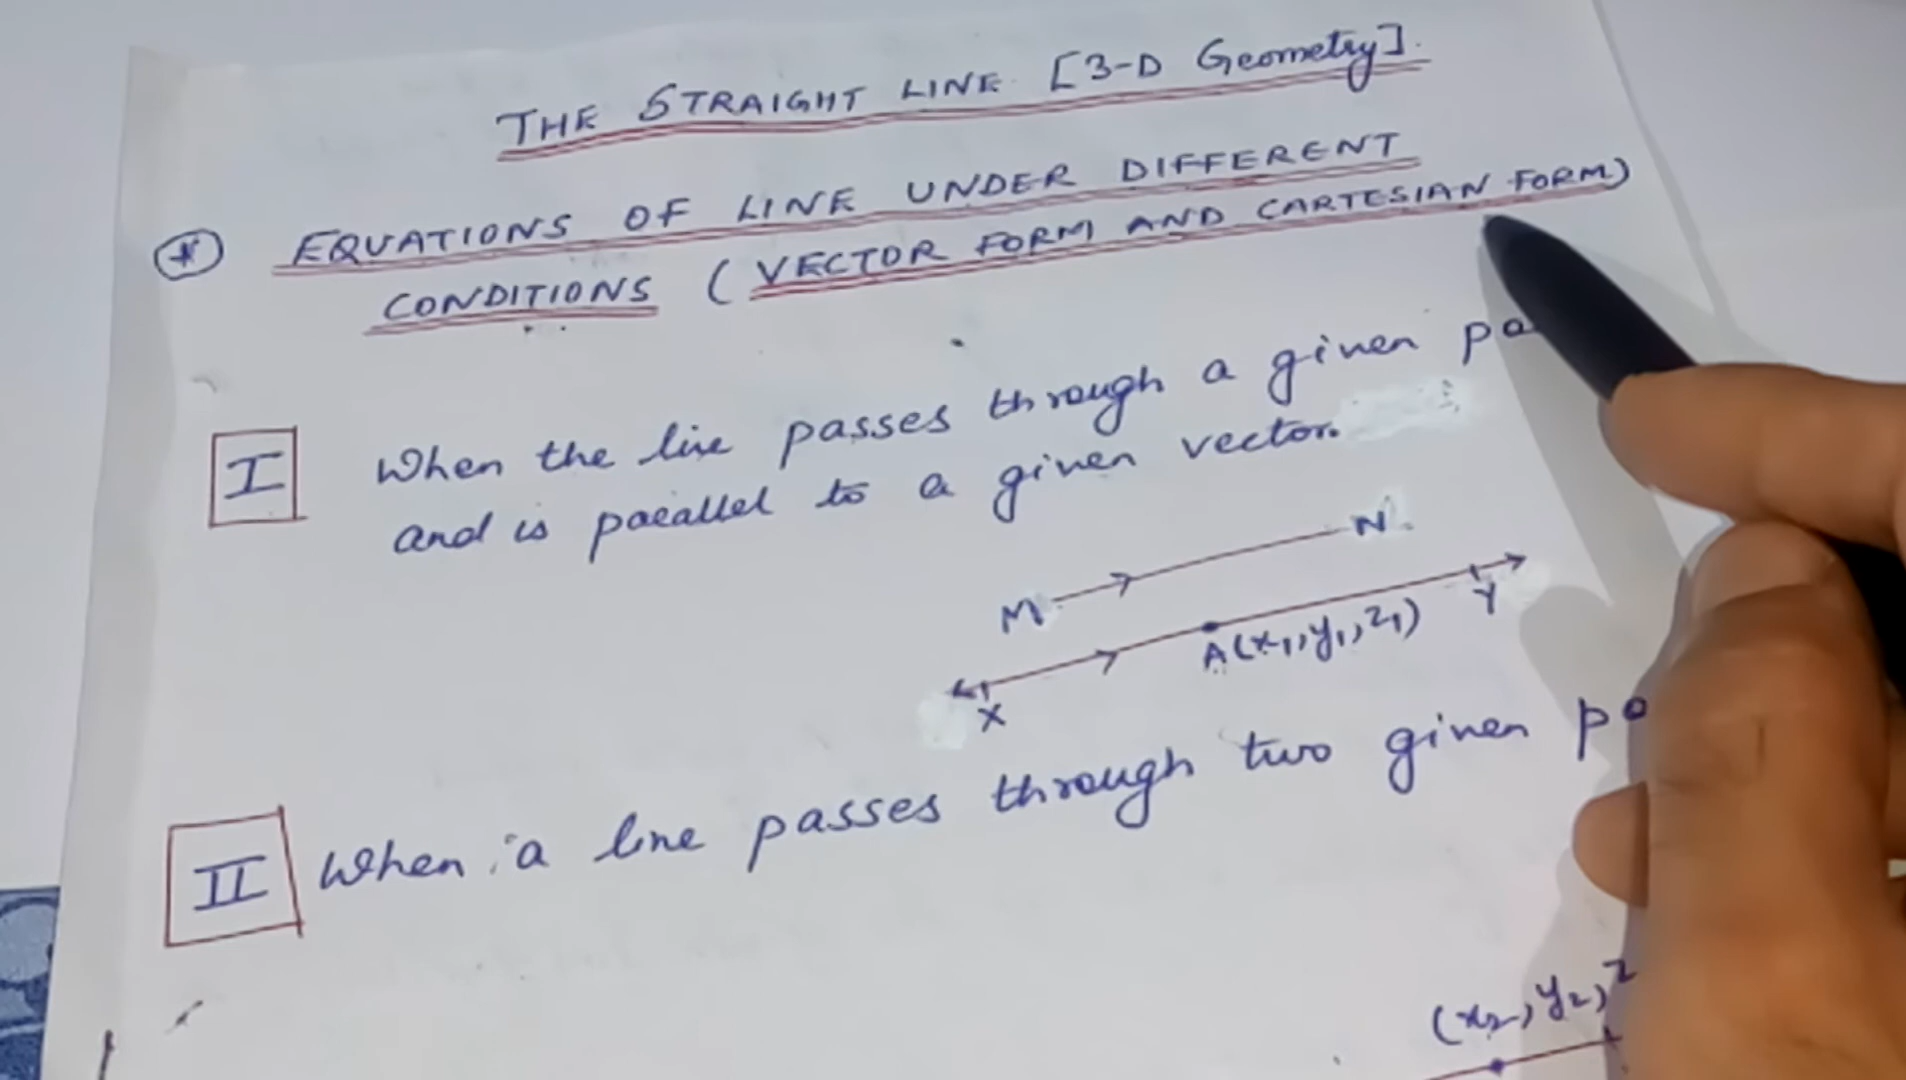 THE STRAIGHT LINE [3-D Geometry].
* EQUATIONS OF LINE UNDER DIFFERENT
CONDITIONS (VECTOR FORM AND CARTESIAN FORM)
I When the line passes through a given
and is parallel to a given vector.
M N
A(x1, y1, z1) Y
X
II When a line passes through two given
(x2, y2, z